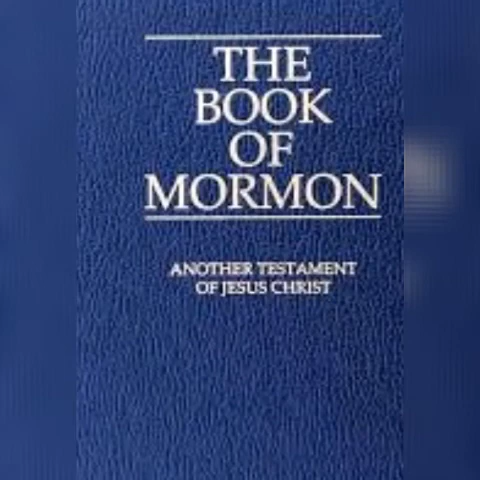 THE
BOOK
OF
MORMON
ANOTHER TESTAMENT
OF JESUS CHRIST